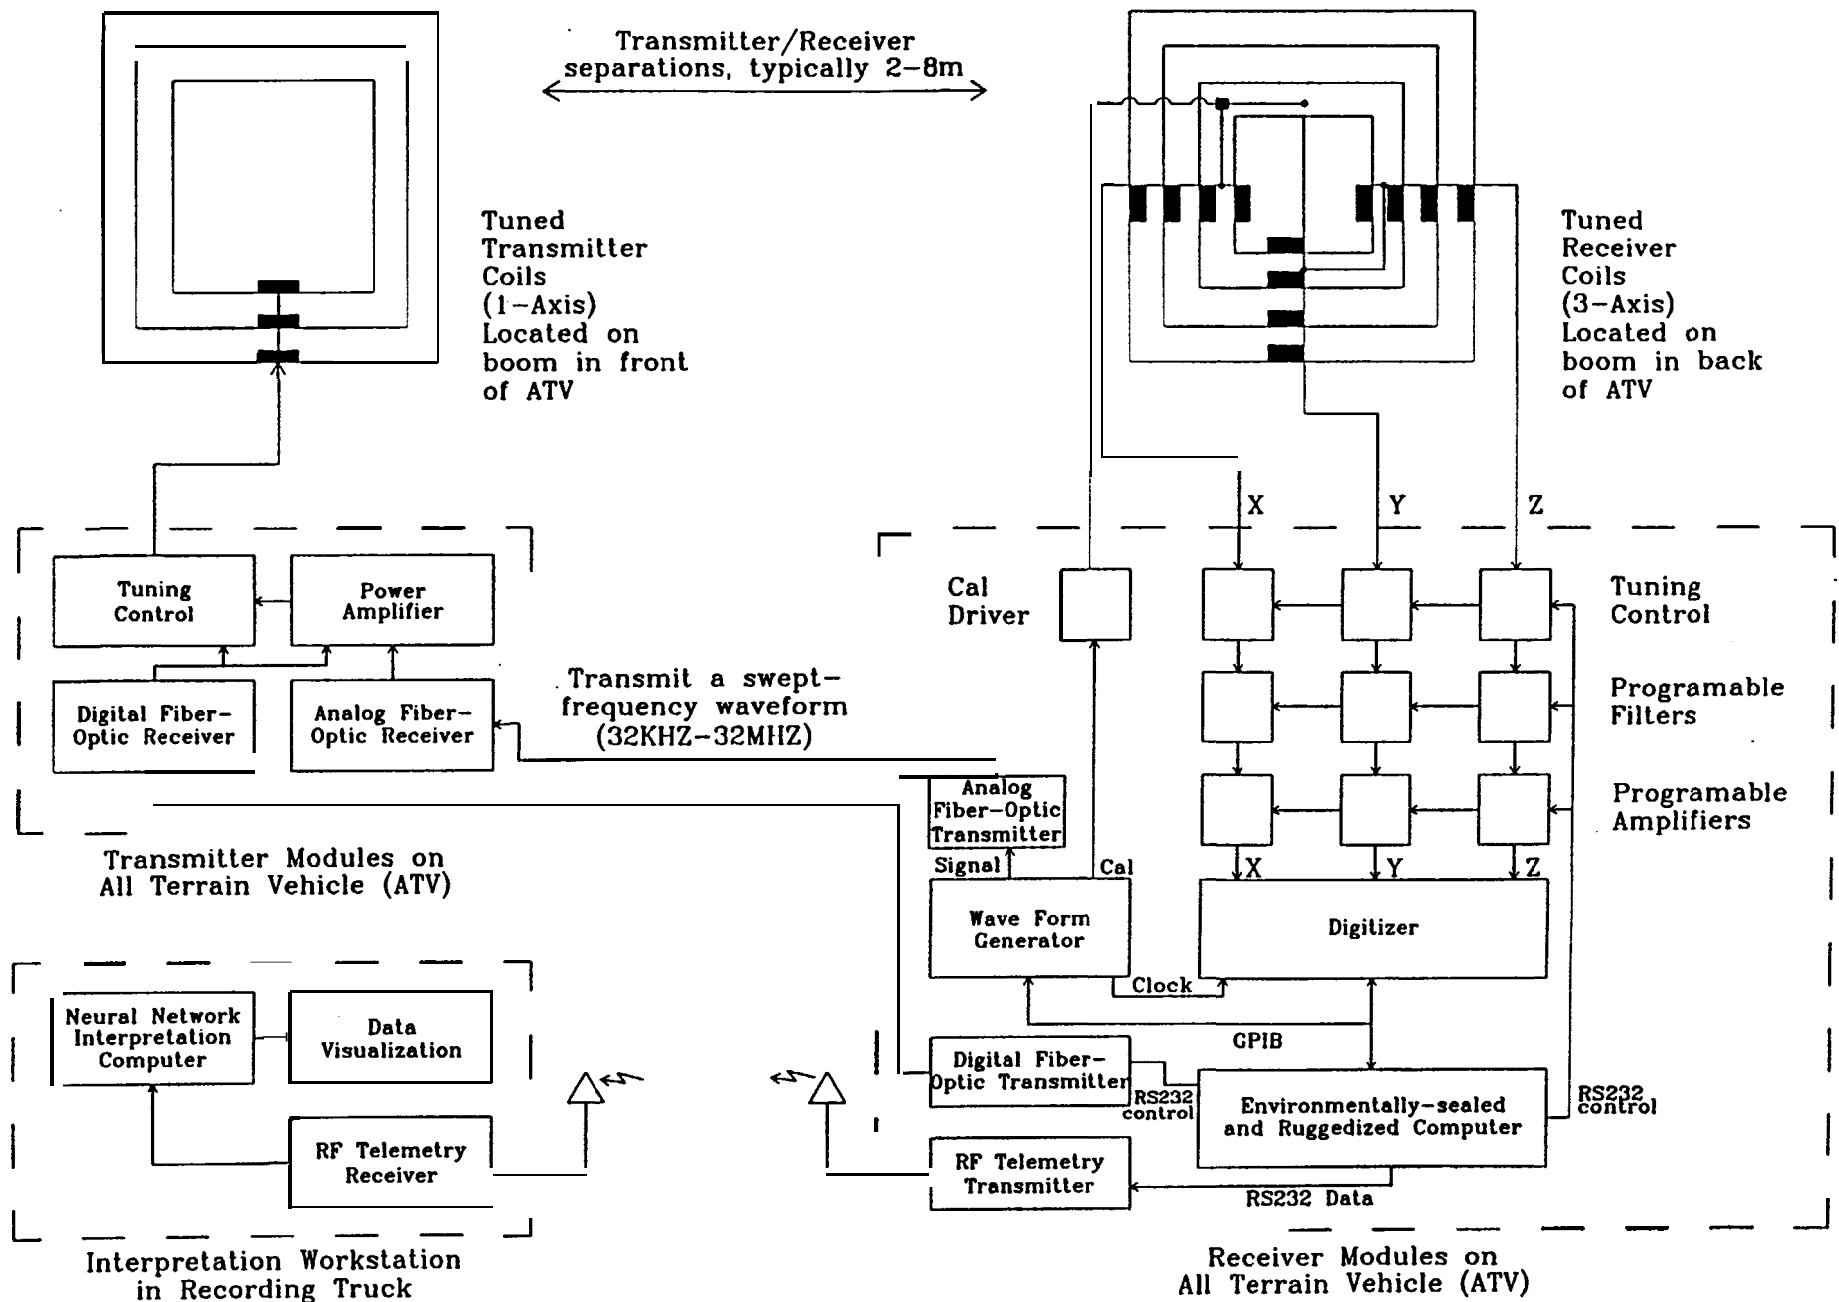 Transmitter/Receiver
separations, typically 2-8m
Tuned
Transmitter
Coils
(1-Axis)
Located on
boom in front
of ATV
Tuned
Receiver
Coils
(3-Axis)
Located on
boom in back
of ATV
X
Y
Z
Tuning
Control
Power
Amplifier
Digital Fiber-
Optic Receiver
Analog Fiber-
Optic Receiver
Transmitter Modules on
All Terrain Vehicle (ATV)
Transmit a swept-
frequency waveform
(32KHZ-32MHZ)
Cal
Driver
Tuning
Control
Programable
Filters
Programable
Amplifiers
Analog
Fiber-Optic
Transmitter
Signal
Cal
X
Y
Z
Wave Form
Generator
Digitizer
Clock
GPIB
Digital Fiber-
Optic Transmitter
RS232
control
Environmentally-sealed
and Ruggedized Computer
RS232
control
RF Telemetry
Transmitter
RS232 Data
Receiver Modules on
All Terrain Vehicle (ATV)
Neural Network
Interpretation
Computer
Data
Visualization
RF Telemetry
Receiver
Interpretation Workstation
in Recording Truck